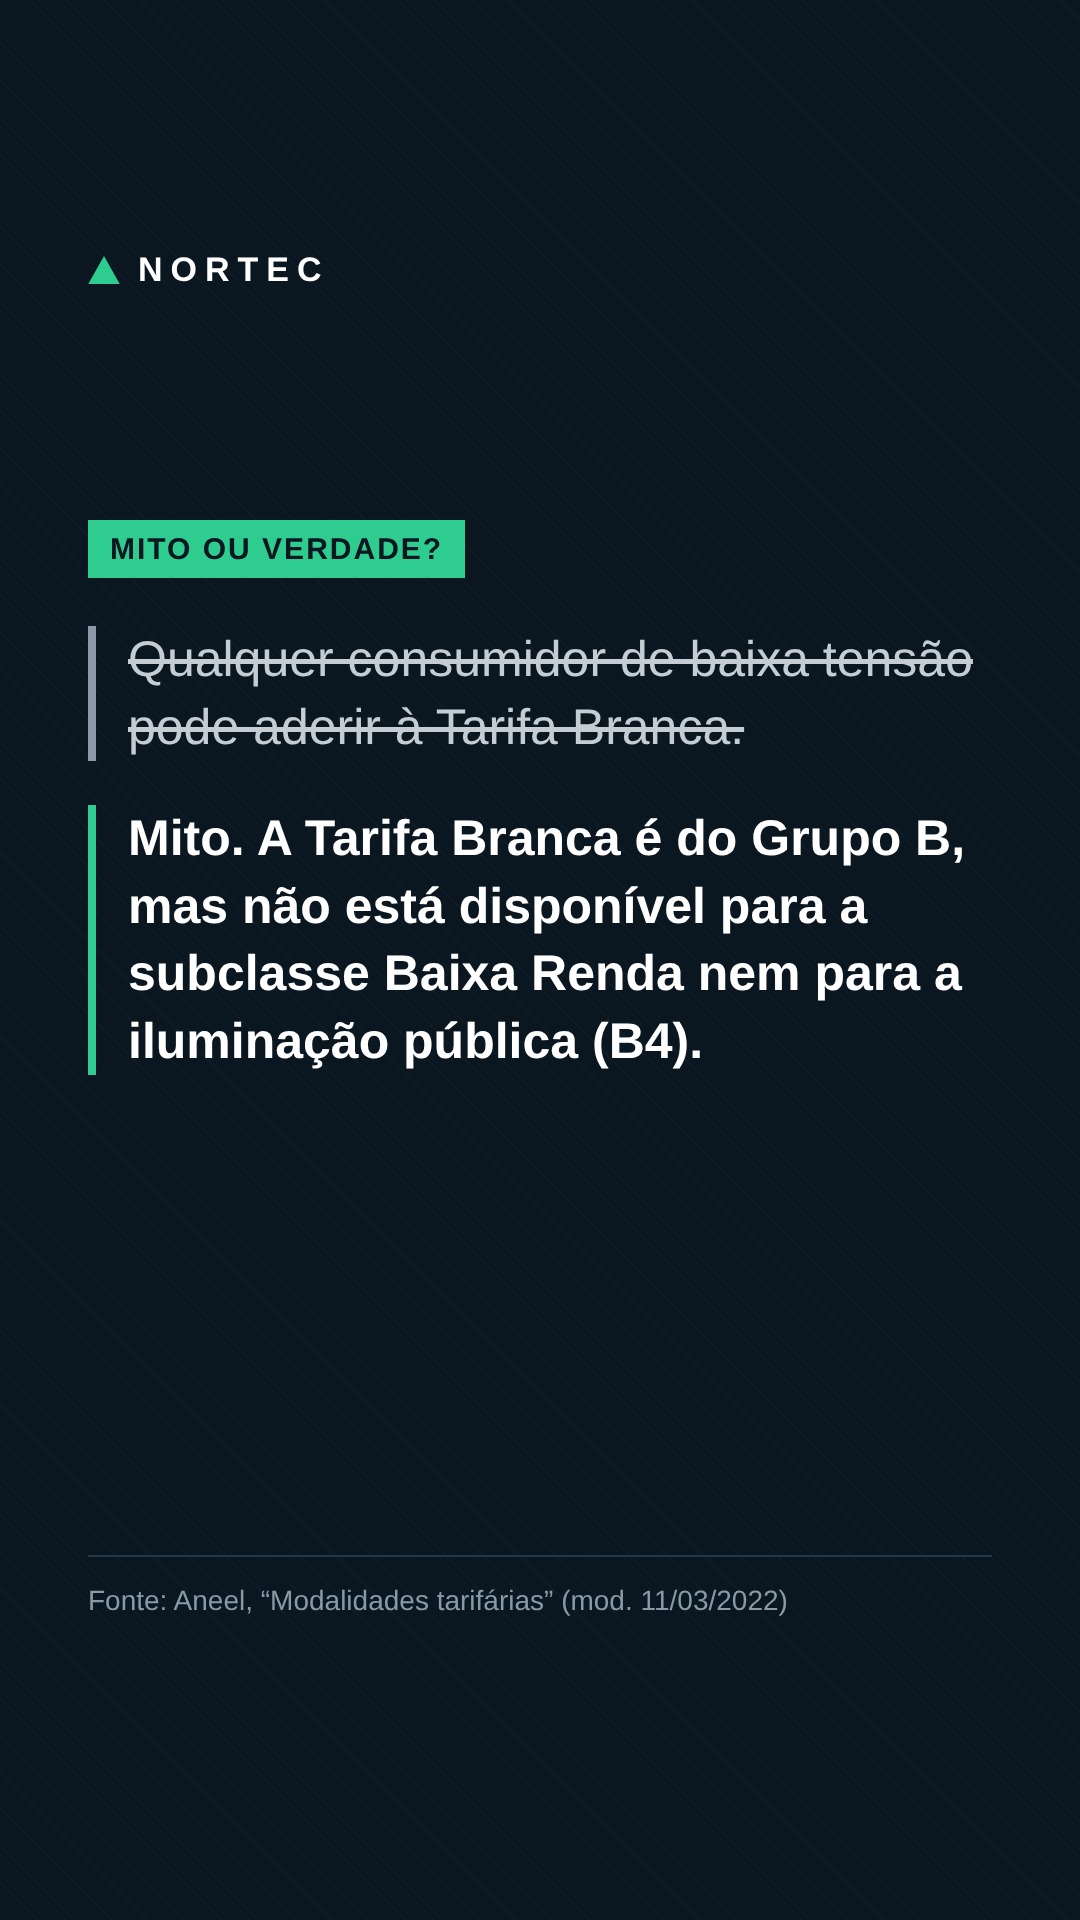 NORTEC
MITO OU VERDADE?
Qualquer consumidor de baixa tensão
pode aderir à Tarifa Branca.
Mito. A Tarifa Branca é do Grupo B,
mas não está disponível para a
subclasse Baixa Renda nem para a
iluminação pública (B4).
Fonte: Aneel, “Modalidades tarifárias” (mod. 11/03/2022)